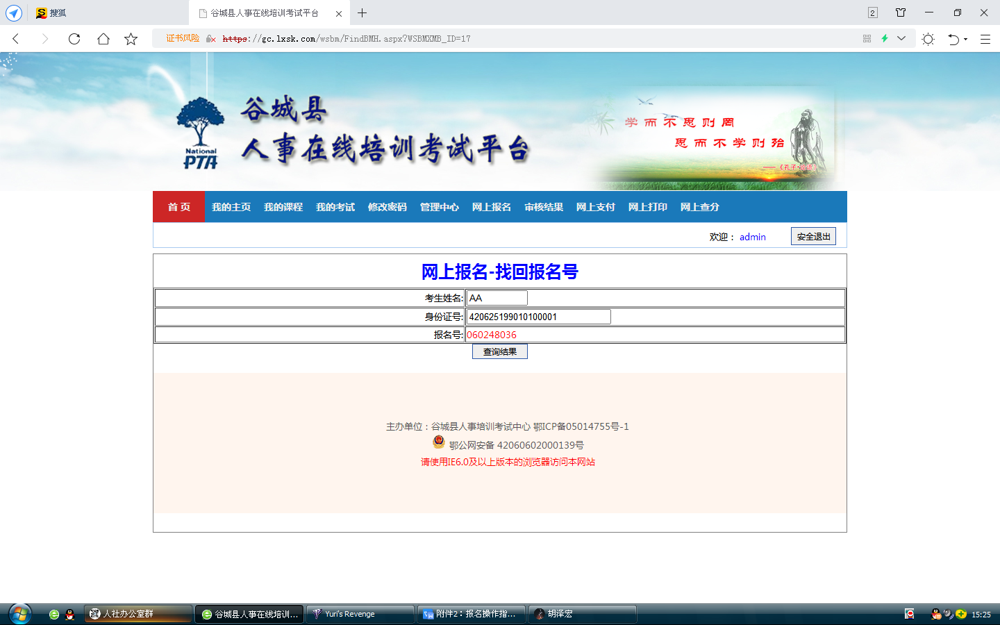 搜狐
谷城县人事在线培训考试平台
2
证书风险 https://gc.lxsk.com/wsbm/FindBMH.aspx?WSBMXMB_ID=17
谷城县
人事在线培训考试平台
National
PTA
学而不思则罔
思而不学则殆
——《孔子·论语》
首 页 我的主页 我的课程 我的考试 修改密码 管理中心 网上报名 审核结果 网上支付 网上打印 网上查分
欢迎： admin 安全退出
网上报名-找回报名号
考生姓名: AA
身份证号: 420625199010100001
报名号: 060248036
查询结果
主办单位：谷城县人事培训考试中心 鄂ICP备05014755号-1
鄂公网安备 42060602000139号
请使用IE6.0及以上版本的浏览器访问本网站
人社办公室群 谷城县人事在线培训... Yuri's Revenge 附件2：报名操作指... 胡泽宏 15:25